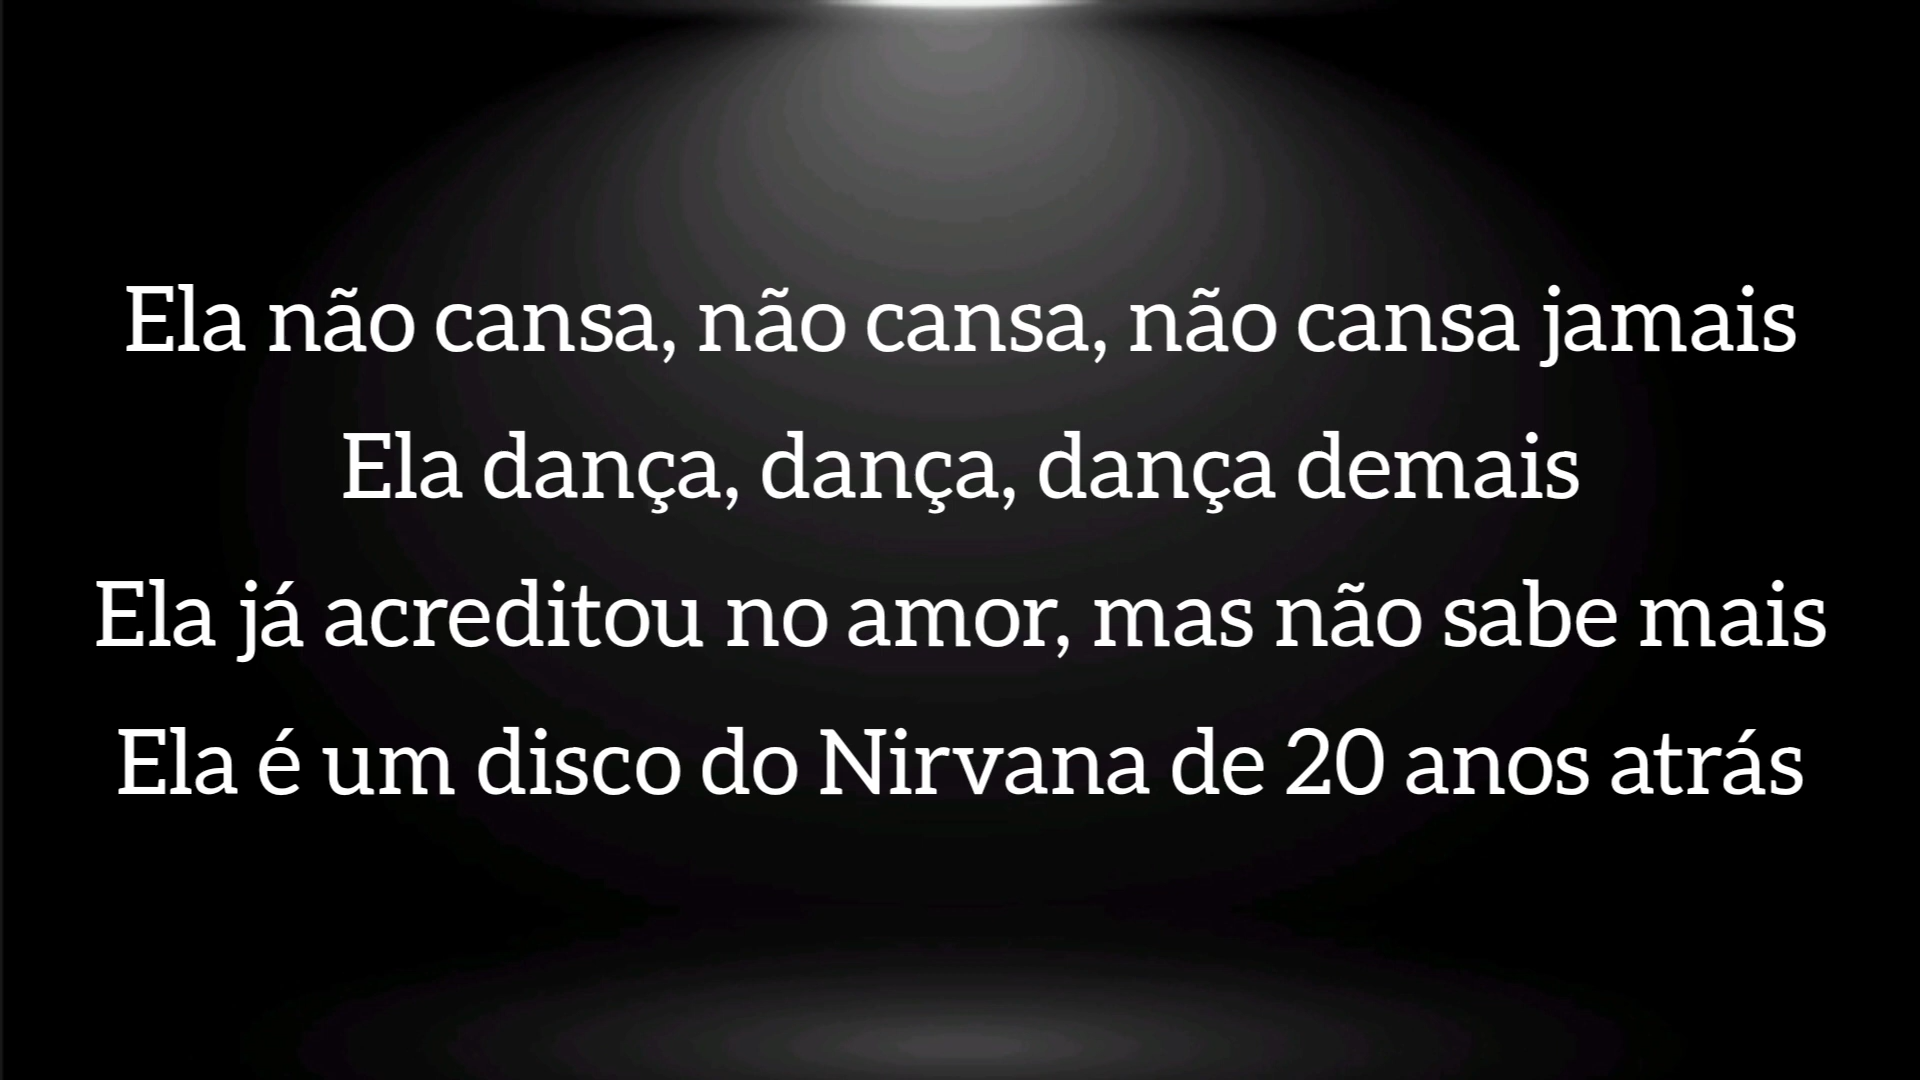 Ela não cansa, não cansa, não cansa jamais
Ela dança, dança, dança demais
Ela já acreditou no amor, mas não sabe mais
Ela é um disco do Nirvana de 20 anos atrás